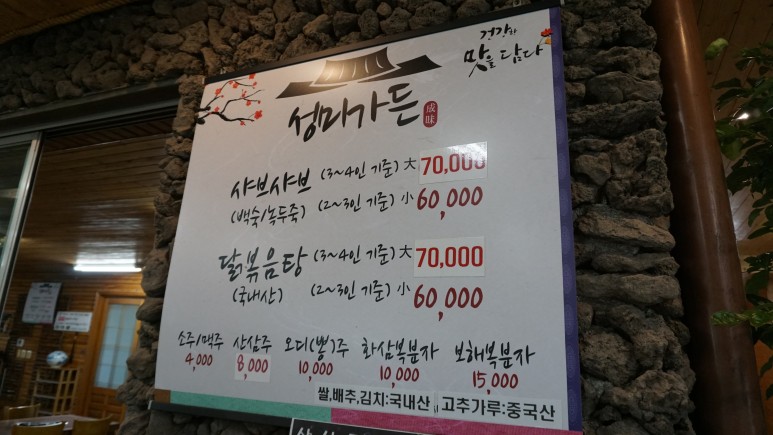 건강한
맛을 담다
성미가든 成味
샤브샤브 (3~4인 기준) 大 70,000
(백숙/녹두죽) (2~3인 기준) 小 60,000
닭볶음탕 (3~4인 기준) 大 70,000
(국내산) (2~3인 기준) 小 60,000
소주/맥주 산삼주 오디(뽕)주 화삼복분자 보해복분자
4,000 8,000 10,000 10,000 15,000
쌀,배추,김치:국내산 고추가루:중국산